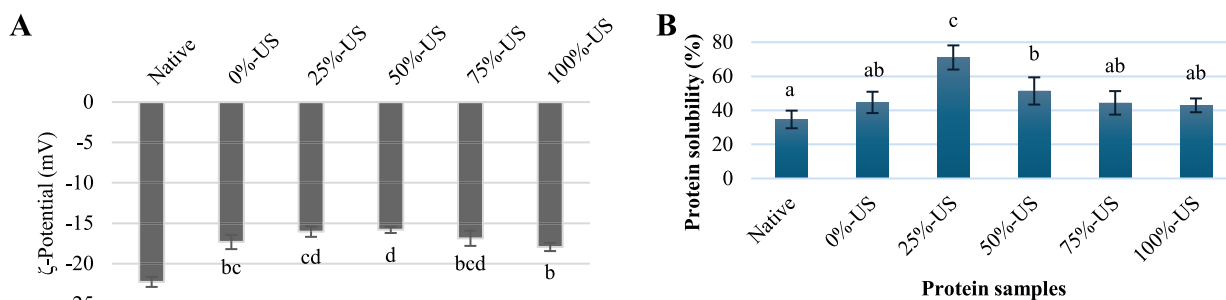 A
Native
0%-US
25%-US
50%-US
75%-US
100%-US
0
-5
-10
-15
-20
ζ-Potential (mV)
bc
cd
d
bcd
b
B
Protein solubility (%)
80
60
40
20
0
a
ab
c
b
ab
ab
Native
0%-US
25%-US
50%-US
75%-US
100%-US
Protein samples